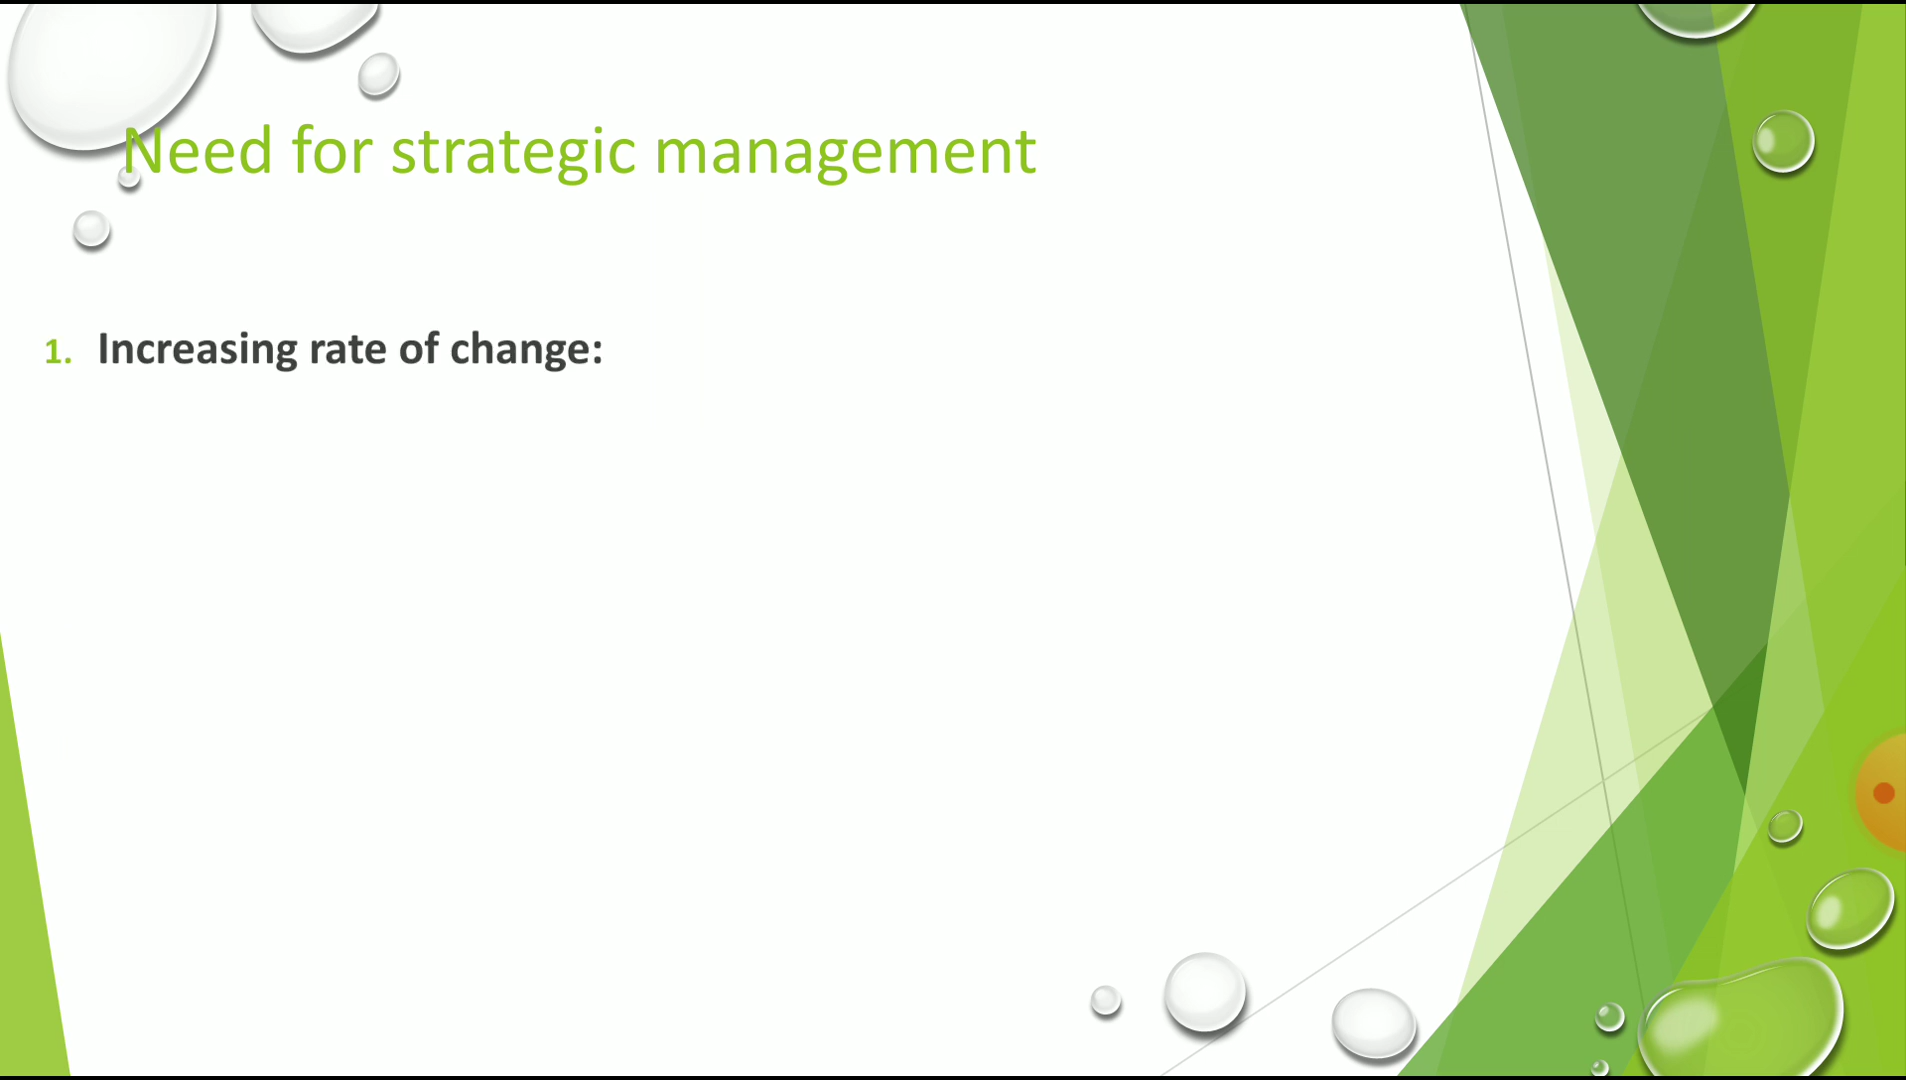 Need for strategic management
1. Increasing rate of change: